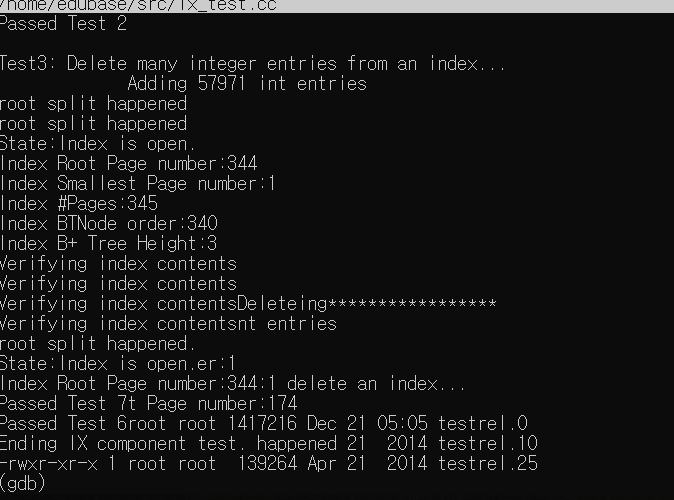 /home/edubase/src/ix_test.cc
Passed Test 2
Test3: Delete many integer entries from an index...
Adding 57971 int entries
root split happened
root split happened
State:Index is open.
Index Root Page number:344
Index Smallest Page number:1
Index #Pages:345
Index BTNode order:340
Index B+ Tree Height:3
Verifying index contents
Verifying index contents
Verifying index contentsDeleteing*****************
Verifying index contentsnt entries
root split happened.
State:Index is open.er:1
Index Root Page number:344:1 delete an index...
Passed Test 7t Page number:174
Passed Test 6root root 1417216 Dec 21 05:05 testrel.0
Ending IX component test. happened 21  2014 testrel.10
-rwxr-xr-x 1 root root  139264 Apr 21  2014 testrel.25
(gdb)